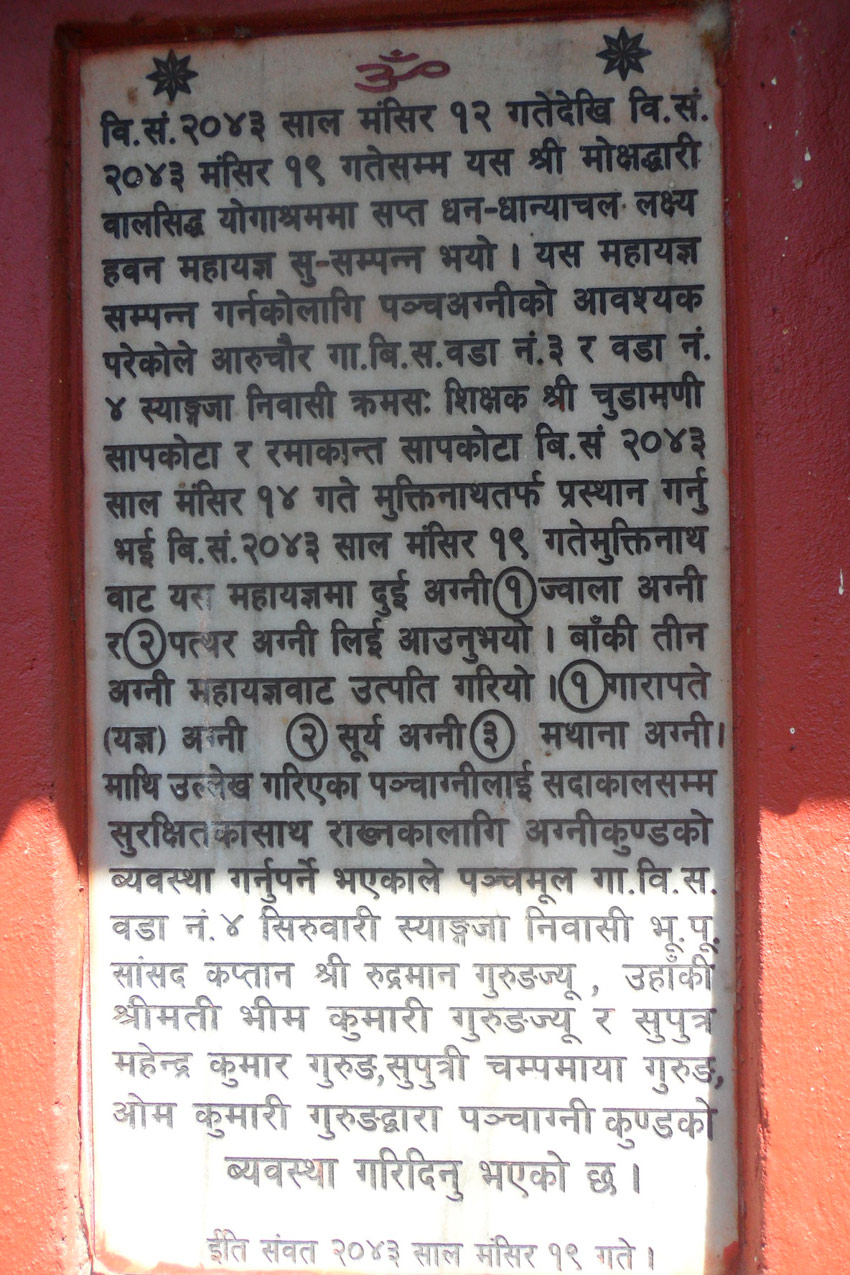 ॐ
वि.सं.२०४३ साल मंसिर १२ गतेदेखि वि.सं.
२०४३ मंसिर १९ गतेसम्म यस श्री मोक्षद्धारी
वालसिद्ध योगाश्रममा सप्त धन-धान्याचल लक्ष्य
हवन महायज्ञ सु-सम्पन्न भयो । यस महायज्ञ
सम्पन्न गर्नकोलागि पञ्चअग्नीको आवश्यक
परेकोले आरुचौर गा.बि.स.वडा नं.३ र वडा नं.
४ स्याङ्गजा निवासी क्रमसः शिक्षक श्री चुडामणी
सापकोटा र रमाकान्त सापकोटा बि.सं २०४३
साल मंसिर १४ गते मुक्तिनाथतर्फ प्रस्थान गर्नु
भई बि.सं.२०४३ साल मंसिर १९ गतेमुक्तिनाथ
वाट यस महायज्ञमा दुई अग्नी १ ज्वाला अग्नी
र २ पत्थर अग्नी लिई आउनुभयो । बाँकी तीन
अग्नी महायज्ञवाट उत्पति गरियो । १ गारापते
(यज्ञ) अग्नी २ सूर्य अग्नी ३ मथाना अग्नी।
माथि उल्लेख गरिएका पञ्चाग्नीलाई सदाकालसम्म
सुरक्षितकासाथ राख्नकालागि अग्नीकुण्डको
ब्यवस्था गर्नुपर्ने भएकाले पञ्चमूल गा.वि.स.
वडा नं.४ सिरुवारी स्याङ्गजा निवासी भू.पू.
सांसद कप्तान श्री रुद्रमान गुरुङज्यू , उहाँकी
श्रीमती भीम कुमारी गुरुङज्यू र सुपुत्र
महेन्द्र कुमार गुरुङ,सुपुत्री चम्पमाया गुरुङ,
ओम कुमारी गुरुङद्वारा पञ्चाग्नी कुण्डको
ब्यवस्था गरिदिनु भएको छ ।
ईति संवत २०४३ साल मंसिर १९ गते ।